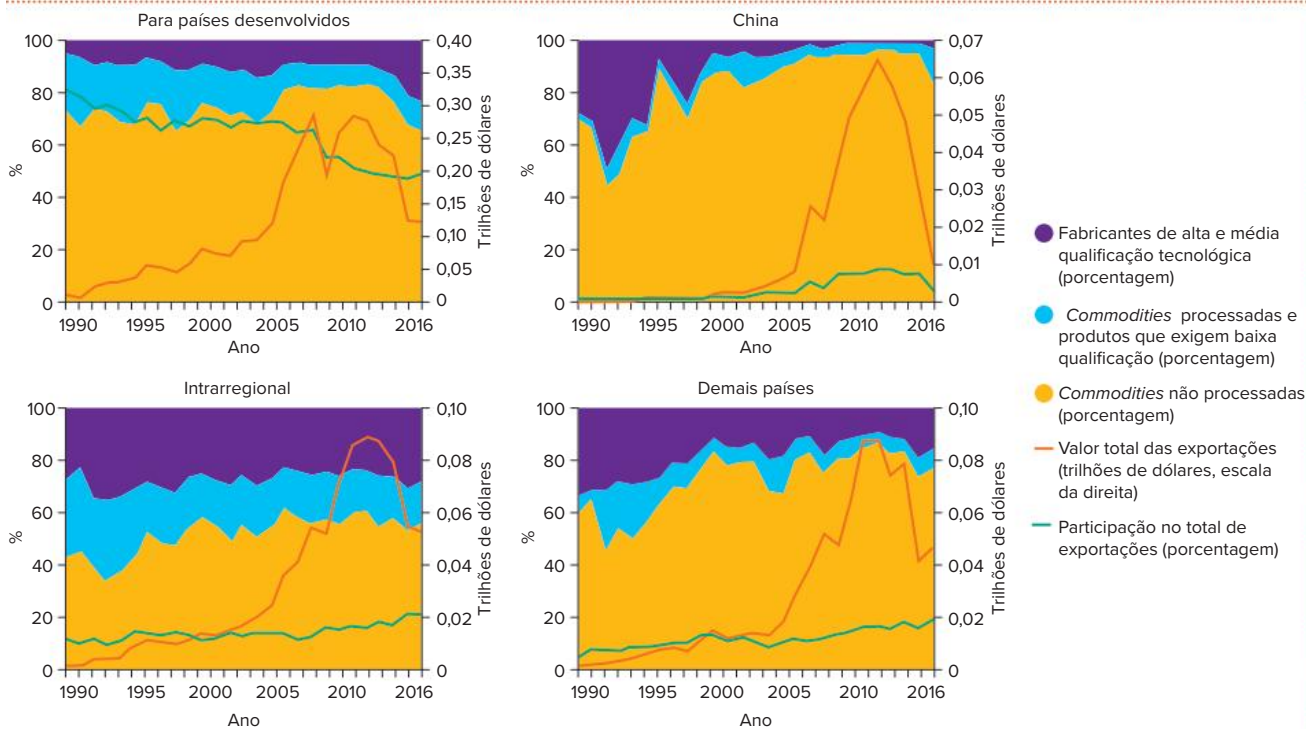 Para países desenvolvidos
100
80
60
40
20
0
%
0,40
0,35
0,30
0,25
0,20
0,15
0,10
0,05
0
Trilhões de dólares
1990 1995 2000 2005 2010 2016
Ano
China
100
80
60
40
20
0
%
0,07
0,06
0,05
0,04
0,03
0,02
0,01
0
Trilhões de dólares
1990 1995 2000 2005 2010 2016
Ano
Intrarregional
100
80
60
40
20
0
%
0,10
0,08
0,06
0,04
0,02
0
Trilhões de dólares
1990 1995 2000 2005 2010 2016
Ano
Demais países
100
80
60
40
20
0
%
0,10
0,08
0,06
0,04
0,02
0
Trilhões de dólares
1990 1995 2000 2005 2010 2016
Ano
Fabricantes de alta e média
qualificação tecnológica
(porcentagem)
Commodities processadas e
produtos que exigem baixa
qualificação (porcentagem)
Commodities não processadas
(porcentagem)
Valor total das exportações
(trilhões de dólares, escala
da direita)
Participação no total de
exportações (porcentagem)